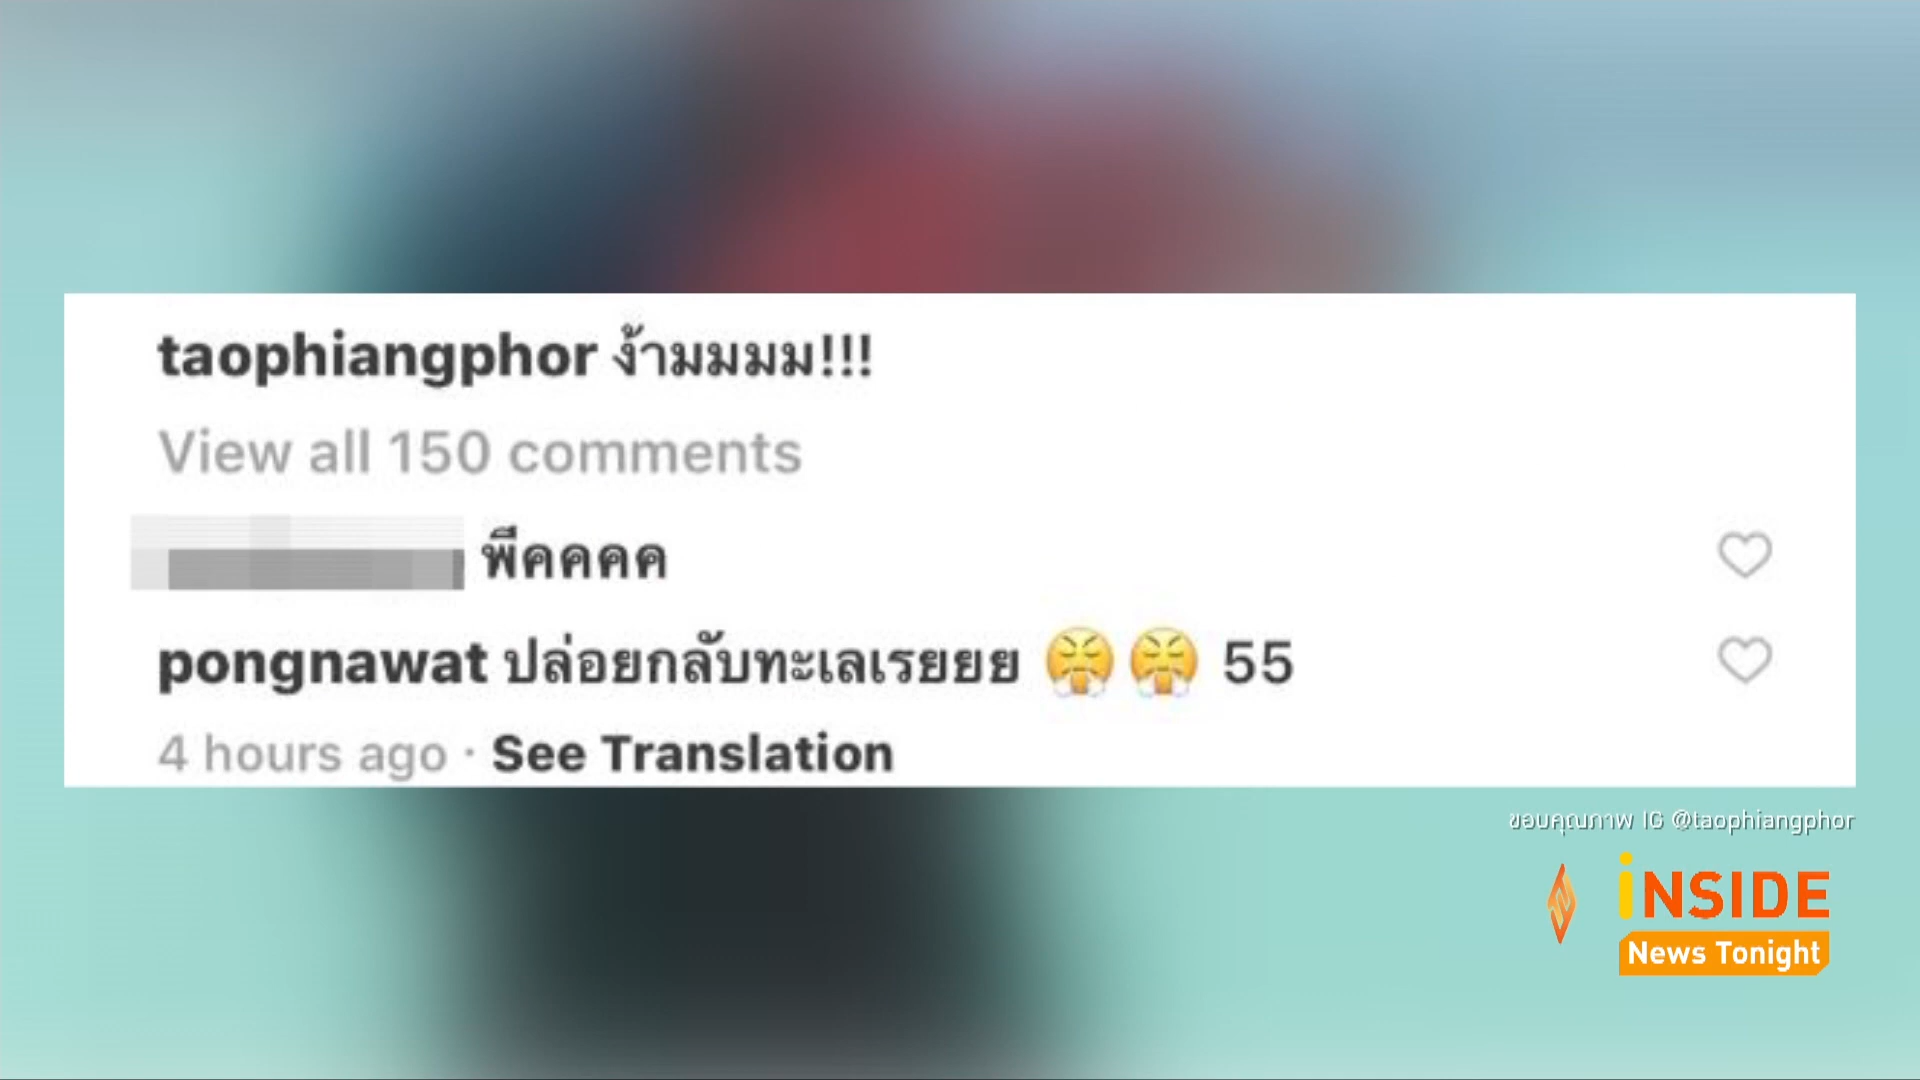 taophiangphor ง้ามมมม!!!
View all 150 comments
พีคคคค
pongnawat ปล่อยกลับทะเลเรยยย 😤😤 55
4 hours ago · See Translation
ขอบคุณภาพ IG @taophiangphor
iNSIDE
News Tonight